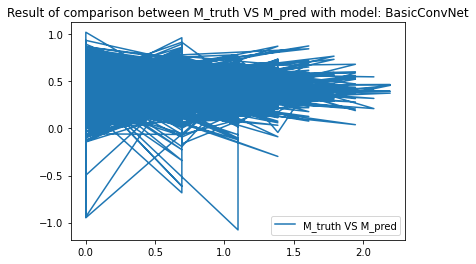 Result of comparison between M_truth VS M_pred with model: BasicConvNet
1.0
0.5
0.0
−0.5
−1.0
M_truth VS M_pred
0.0 0.5 1.0 1.5 2.0